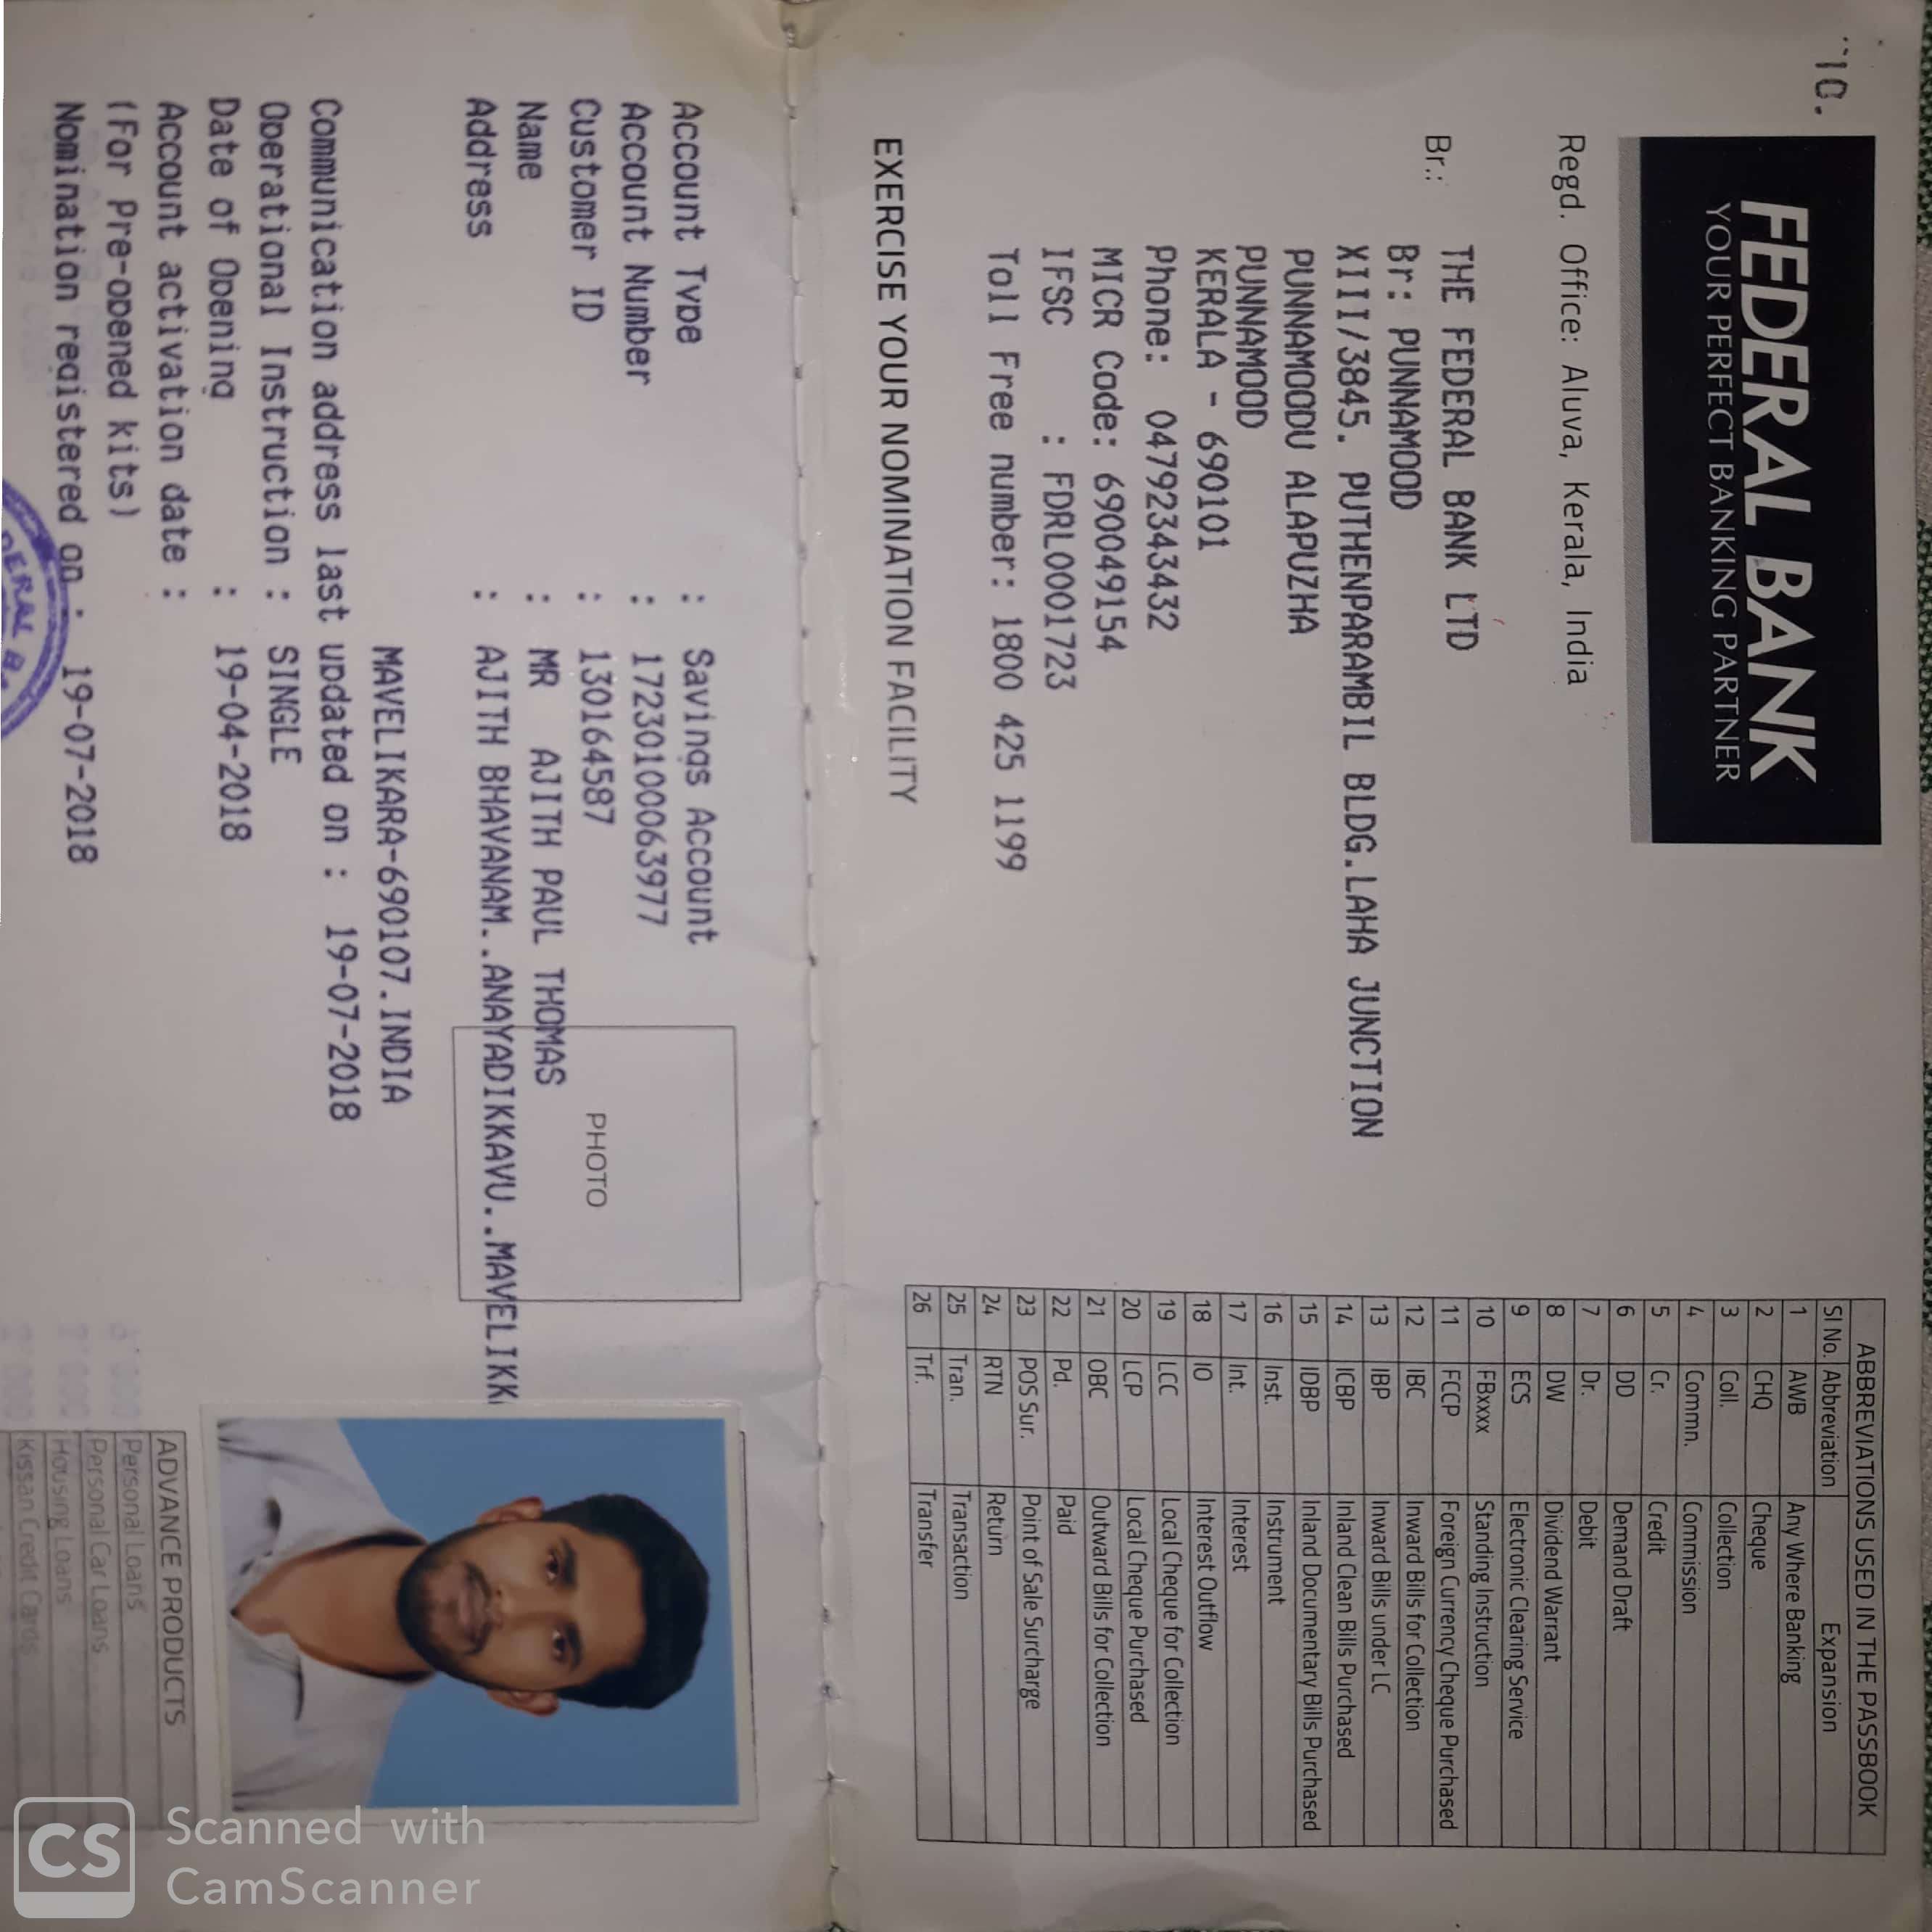 10.
FEDERAL BANK
YOUR PERFECT BANKING PARTNER
Regd. Office: Aluva, Kerala, India
Br.: THE FEDERAL BANK LTD
Br: PUNNAMOOD
XIII/3845. PUTHENPARAMBIL BLDG.LAHA JUNCTION
PUNNAMOODU ALAPUZHA
PUNNAMOOD
KERALA - 690101
Phone: 04792343432
MICR Code: 690049154
IFSC : FDRL0001723
Toll Free number: 1800 425 1199
EXERCISE YOUR NOMINATION FACILITY
ABBREVIATIONS USED IN THE PASSBOOK
Sl No. Abbreviation Expansion
1 AWB Any Where Banking
2 CHQ Cheque
3 Coll. Collection
4 Commn. Commission
5 Cr. Credit
6 DD Demand Draft
7 Dr. Debit
8 DW Dividend Warrant
9 ECS Electronic Clearing Service
10 FBxxxx Standing Instruction
11 FCCP Foreign Currency Cheque Purchased
12 IBC Inward Bills for Collection
13 IBP Inward Bills under LC
14 ICBP Inland Clean Bills Purchased
15 IDBP Inland Documentary Bills Purchased
16 Inst. Instrument
17 Int. Interest
18 IO Interest Outflow
19 LCC Local Cheque for Collection
20 LCP Local Cheque Purchased
21 OBC Outward Bills for Collection
22 Pd. Paid
23 POS Sur. Point of Sale Surcharge
24 RTN Return
25 Tran. Transaction
26 Trf. Transfer
Account Type : Savings Account
Account Number : 17230100063977
Customer ID : 130164587
Name : MR AJITH PAUL THOMAS
Address : AJITH BHAVANAM..ANAYADIKKAVU..MAVELIKK
MAVELIKARA-690107.INDIA
Communication address last updated on : 19-07-2018
Operational Instruction : SINGLE
Date of Opening : 19-04-2018
Account activation date :
(For Pre-opened kits)
Nomination registered on : 19-07-2018
PHOTO
ADVANCE PRODUCTS
Personal Loans
Personal Car Loans
Housing Loans
Kissan Credit Cards
Scanned with
CamScanner
CS